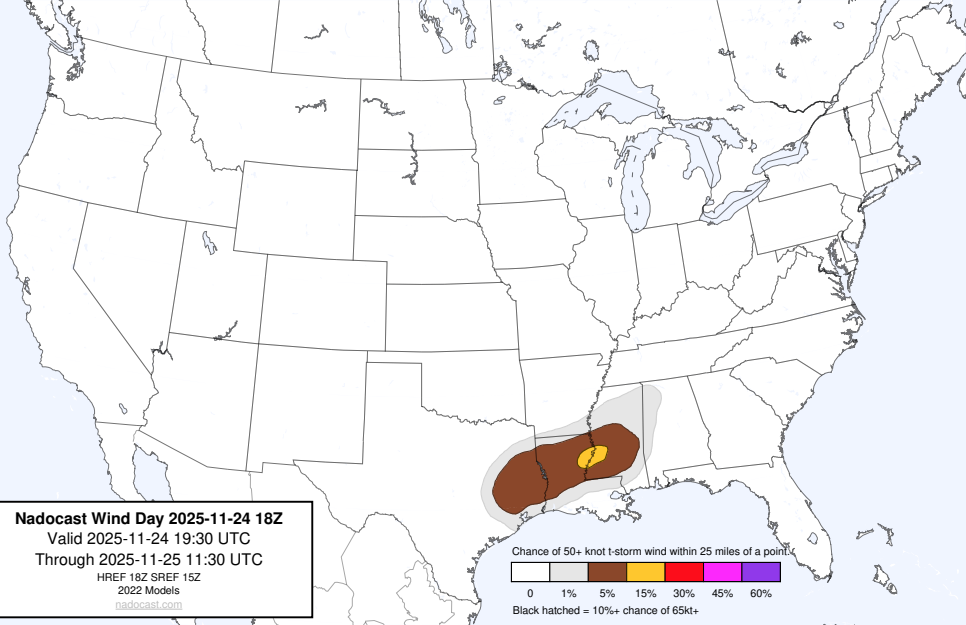 Nadocast Wind Day 2025-11-24 18Z
Valid 2025-11-24 19:30 UTC
Through 2025-11-25 11:30 UTC
HREF 18Z SREF 15Z
2022 Models
nadocast.com
Chance of 50+ knot t-storm wind within 25 miles of a point.
0 1% 5% 15% 30% 45% 60%
Black hatched = 10%+ chance of 65kt+